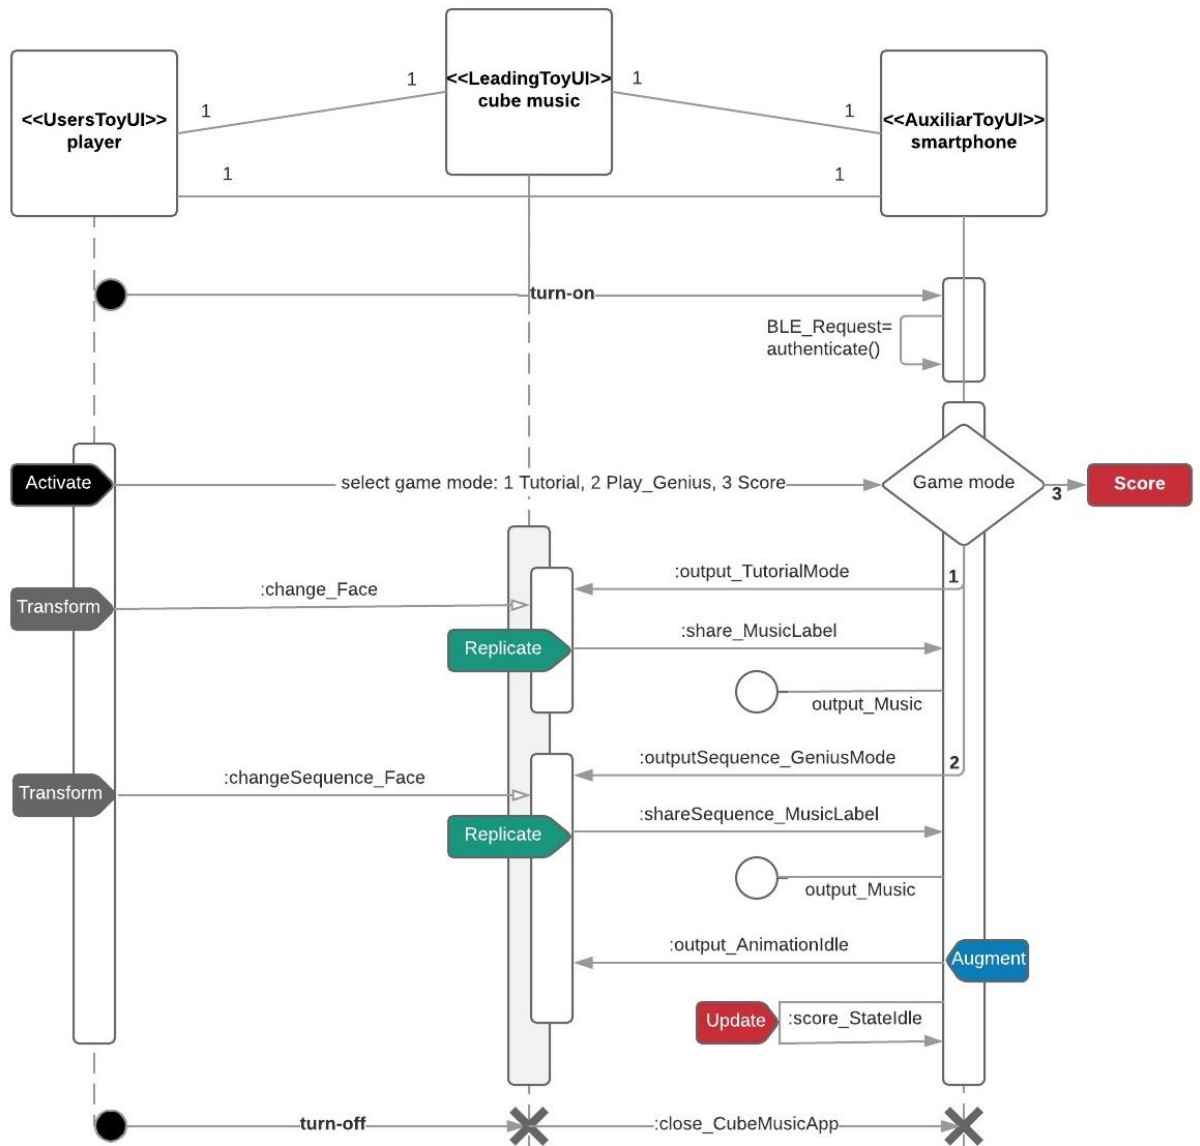 <<LeadingToyUI>>
cube music
<<UsersToyUI>>
player
<<AuxiliarToyUI>>
smartphone
1
1
1
1
1
1
turn-on
BLE_Request=
authenticate()
Activate
select game mode: 1 Tutorial, 2 Play_Genius, 3 Score
Game mode
3
Score
:output_TutorialMode
1
Transform
:change_Face
Replicate
:share_MusicLabel
output_Music
:outputSequence_GeniusMode
2
Transform
:changeSequence_Face
Replicate
:shareSequence_MusicLabel
output_Music
:output_AnimationIdle
Augment
Update
:score_StateIdle
turn-off
:close_CubeMusicApp